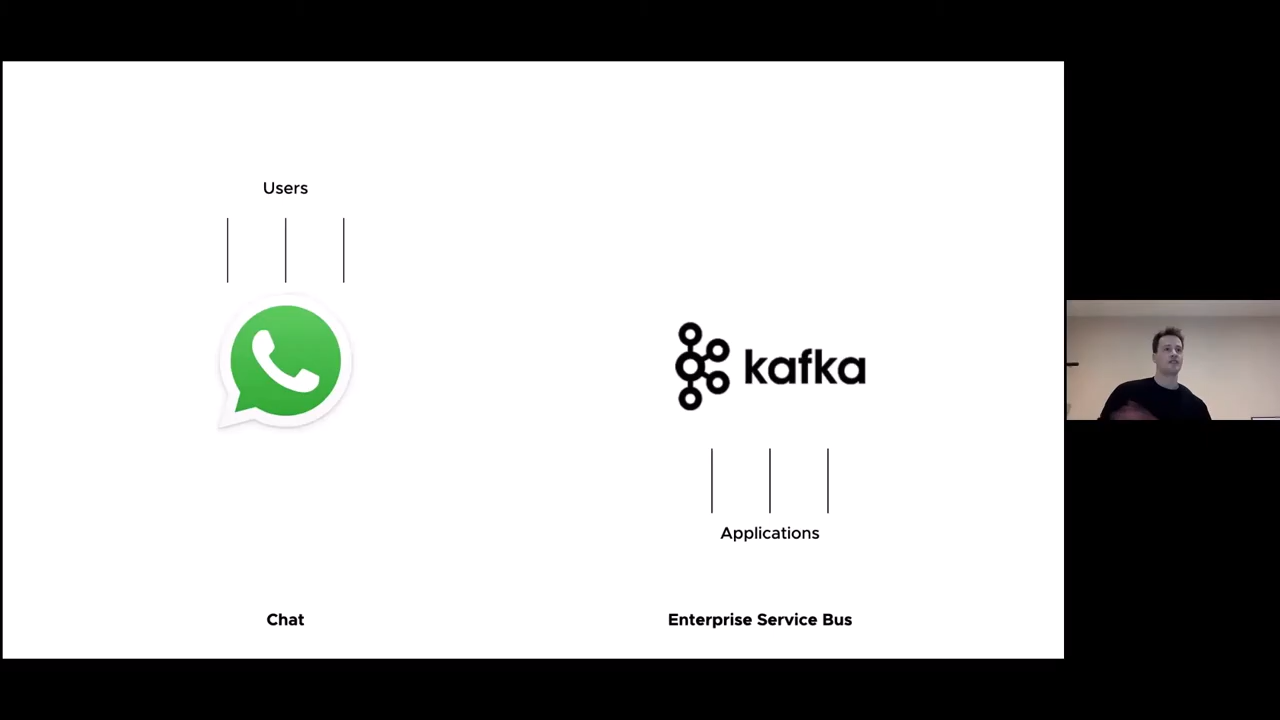 Users
kafka
Applications
Chat
Enterprise Service Bus